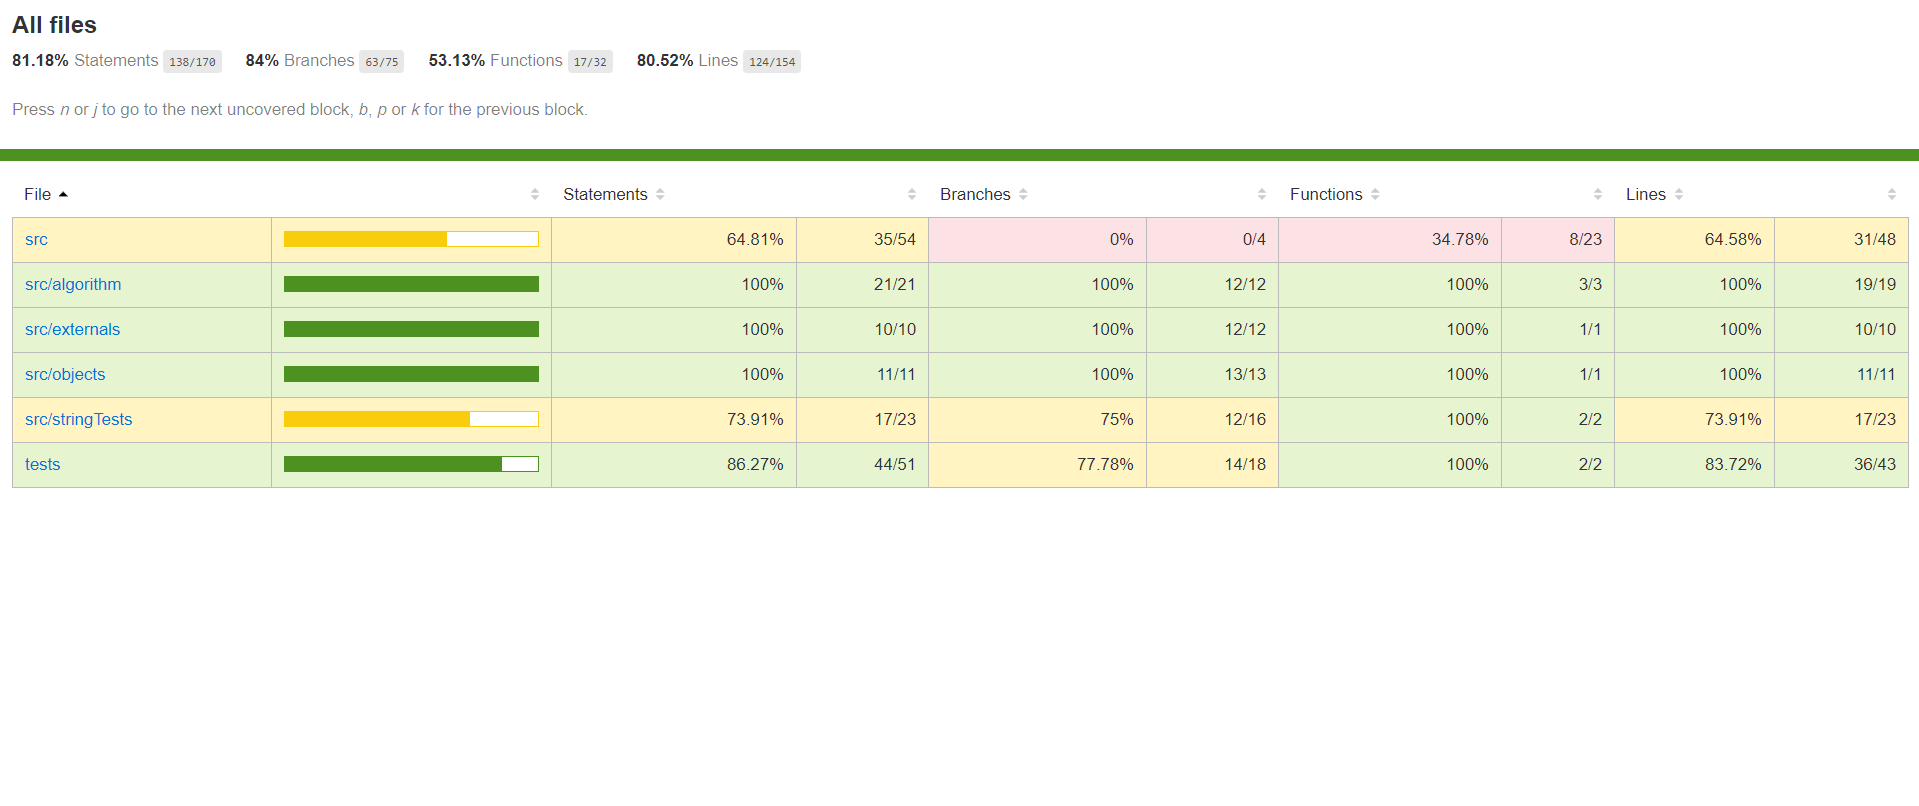 All files
81.18% Statements 138/170 84% Branches 63/75 53.13% Functions 17/32 80.52% Lines 124/154
Press n or j to go to the next uncovered block, b, p or k for the previous block.
File Statements Branches Functions Lines
src 64.81% 35/54 0% 0/4 34.78% 8/23 64.58% 31/48
src/algorithm 100% 21/21 100% 12/12 100% 3/3 100% 19/19
src/externals 100% 10/10 100% 12/12 100% 1/1 100% 10/10
src/objects 100% 11/11 100% 13/13 100% 1/1 100% 11/11
src/stringTests 73.91% 17/23 75% 12/16 100% 2/2 73.91% 17/23
tests 86.27% 44/51 77.78% 14/18 100% 2/2 83.72% 36/43